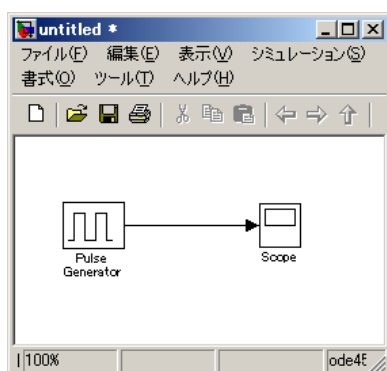 untitled *
ファイル(F) 編集(E) 表示(V) シミュレーション(S)
書式(O) ツール(T) ヘルプ(H)
Pulse
Generator
Scope
100%
ode45